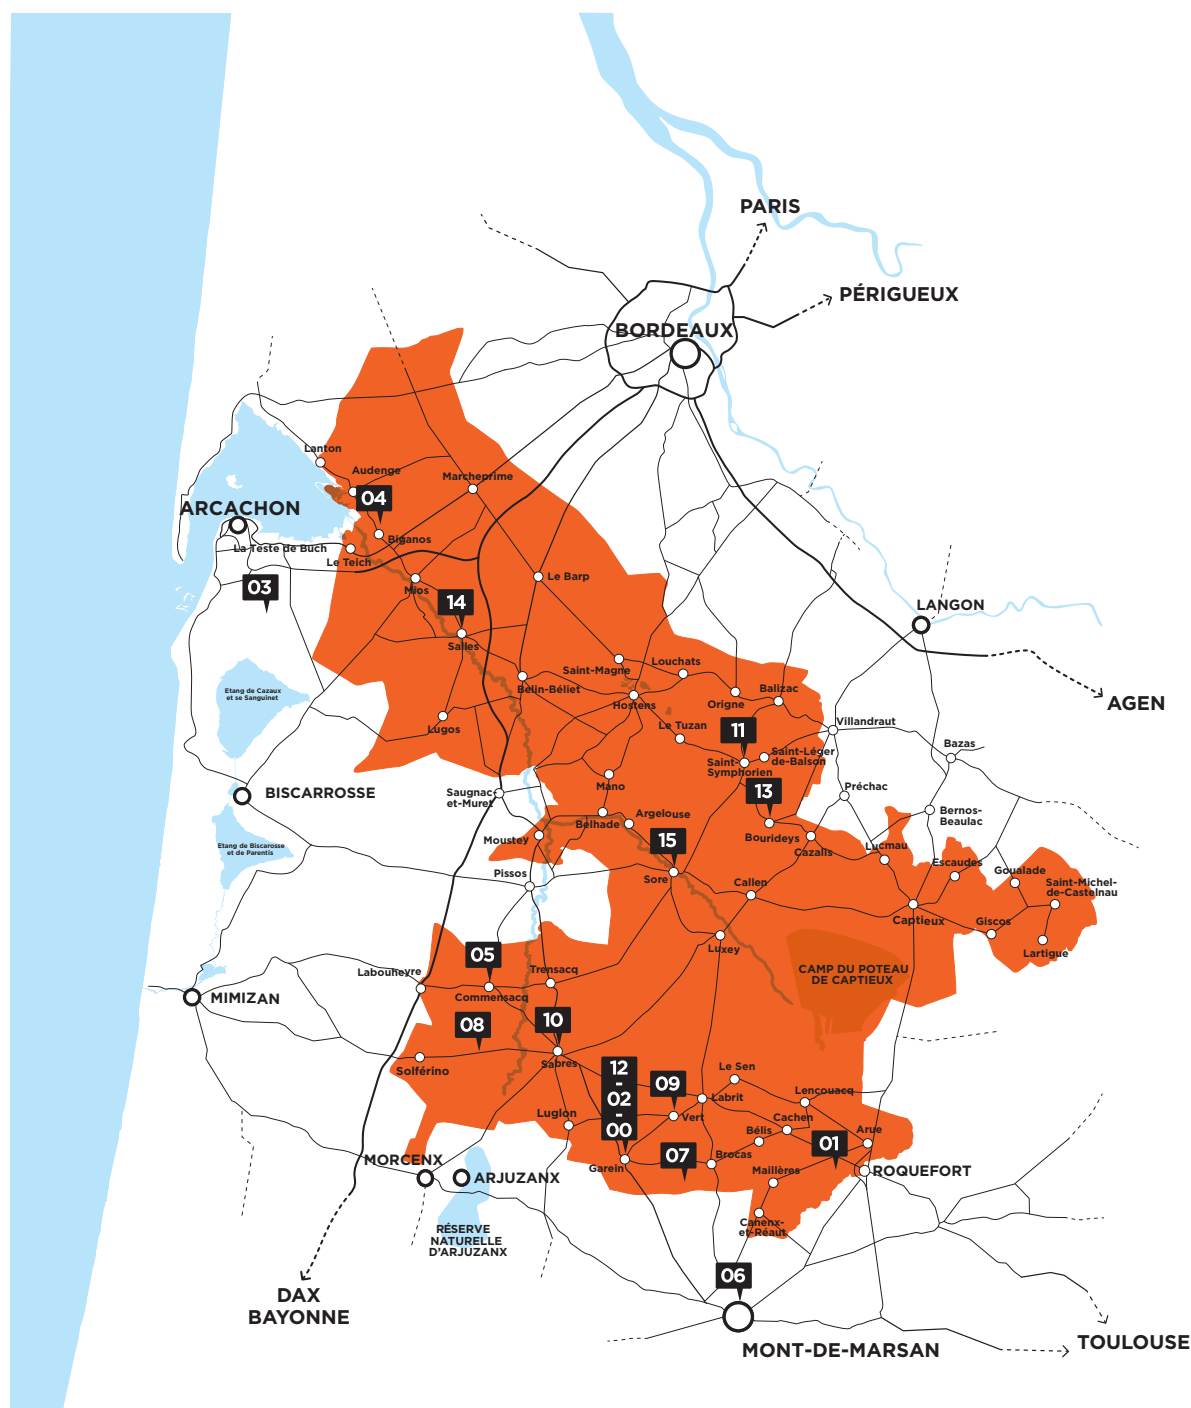 PARIS
PÉRIGUEUX
BORDEAUX
Lanton
Audenge
Marcheprime
04
ARCACHON
Biganos
La Teste de Buch
Le Teich
Le Barp
03
Mios
14
LANGON
Salles
Saint-Magne
Louchats
Etang de Cazaux
et se Sanguinet
Belin-Béliet
Balizac
AGEN
Hostens
Origne
Lugos
Le Tuzan
11
Villandraut
Bazas
Saint-Léger
de-Balson
Saint-
Symphorien
BISCARROSSE
Saugnac-
et-Muret
Mano
13
Préchac
Bernos-
Beaulac
Argelouse
Belhade
Moustey
15
Bourideys
Cazalis
Lucmau
Etang de Biscarosse
et de Parentis
Escaudes
Goualade
Pissos
Sore
Callen
Saint-Michel-
de-Castelnau
Captieux
Giscos
Luxey
Lartigue
05
Labouheyre
Trensacq
CAMP DU POTEAU
DE CAPTIEUX
MIMIZAN
Commensacq
08
10
Solférino
Sabres
12
-
02
-
00
09
Le Sen
Lencouacq
Labrit
Luglon
Vert
Cachen
Bélis
Arue
01
MORCENX
Garein
07
Brocas
Maillères
ROQUEFORT
ARJUZANX
RÉSERVE
NATURELLE
D'ARJUZANX
Canenx-
et-Réaut
06
DAX
BAYONNE
MONT-DE-MARSAN
TOULOUSE